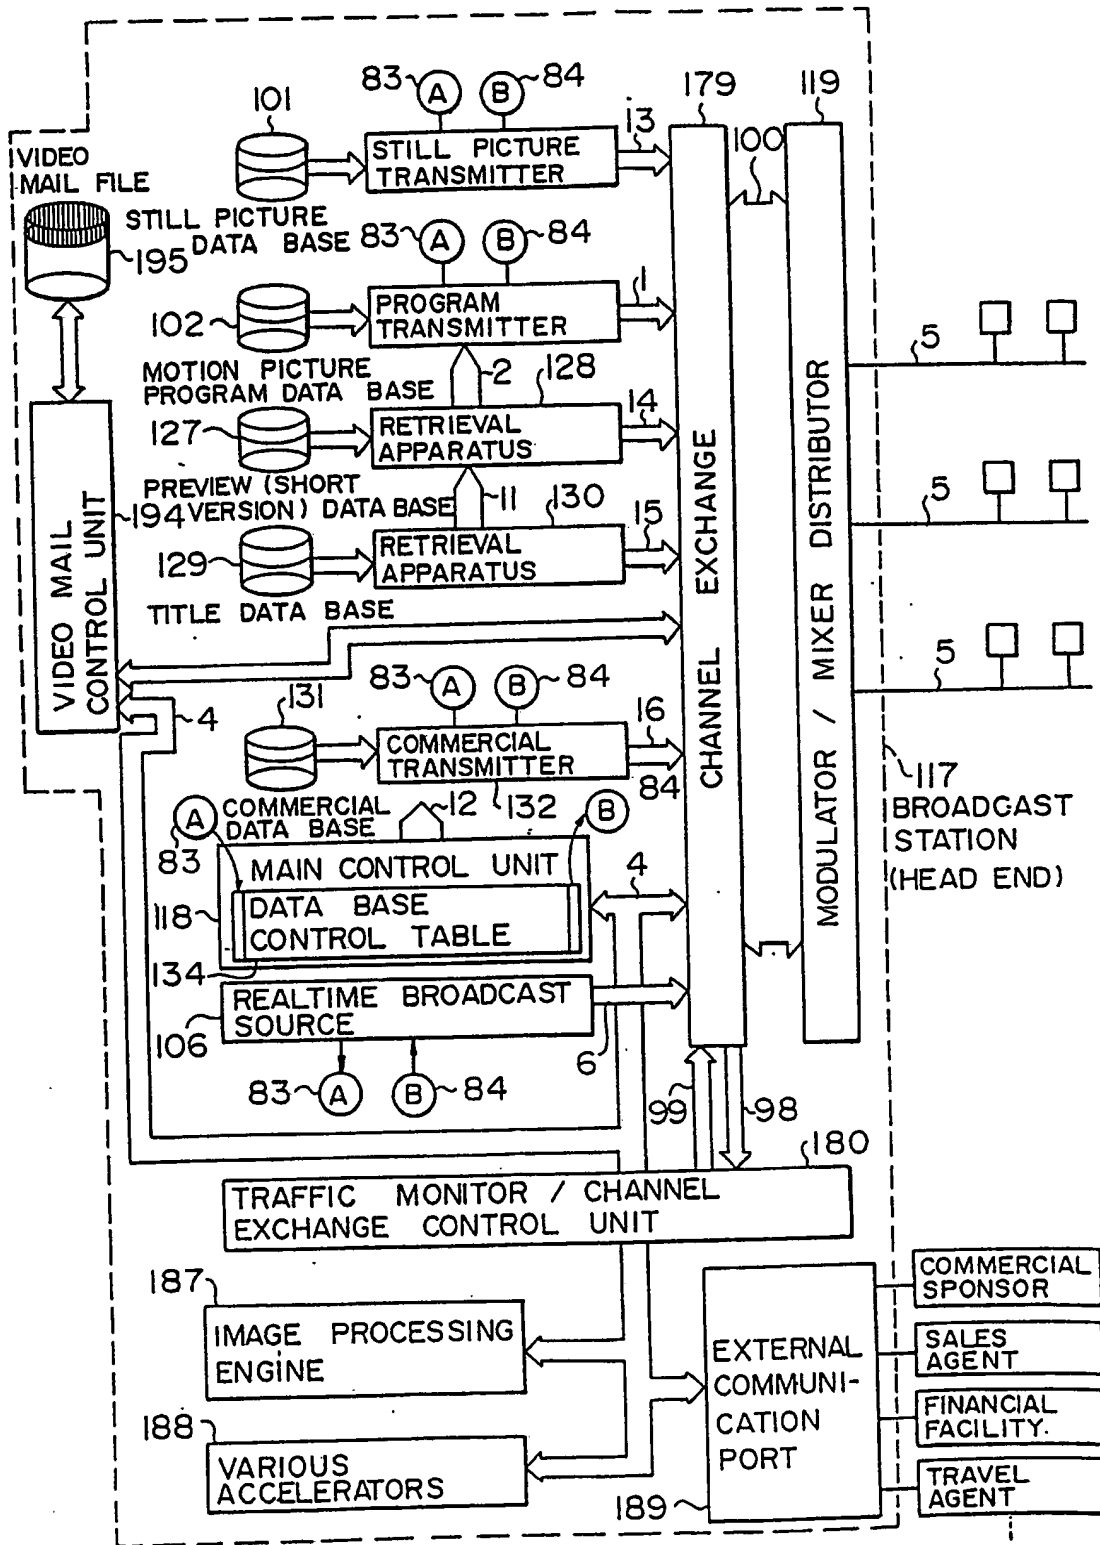 83 A B 84
179
119
101
13
100
VIDEO
MAIL FILE
STILL PICTURE
TRANSMITTER
STILL PICTURE
DATA BASE
195
83 A B 84
1
102
PROGRAM
TRANSMITTER
5
MOTION PICTURE
PROGRAM DATA BASE
2
128
127
RETRIEVAL
APPARATUS
14
PREVIEW (SHORT
VERSION) DATA BASE
194
11
130
5
129
RETRIEVAL
APPARATUS
15
TITLE DATA BASE
VIDEO MAIL
CONTROL UNIT
CHANNEL EXCHANGE
MODULATOR / MIXER DISTRIBUTOR
5
83 A B 84
4
131
COMMERCIAL
TRANSMITTER
16
84
132
117
BROADCAST
STATION
(HEAD END)
COMMERCIAL
DATA BASE
12
A
83
B
MAIN CONTROL UNIT
4
118
DATA BASE
CONTROL TABLE
134
REALTIME BROADCAST
SOURCE
106
6
83 A B 84
99
98
180
TRAFFIC MONITOR / CHANNEL
EXCHANGE CONTROL UNIT
187
IMAGE PROCESSING
ENGINE
188
VARIOUS
ACCELERATORS
EXTERNAL
COMMUNI-
CATION
PORT
189
COMMERCIAL
SPONSOR
SALES
AGENT
FINANCIAL
FACILITY.
TRAVEL
AGENT